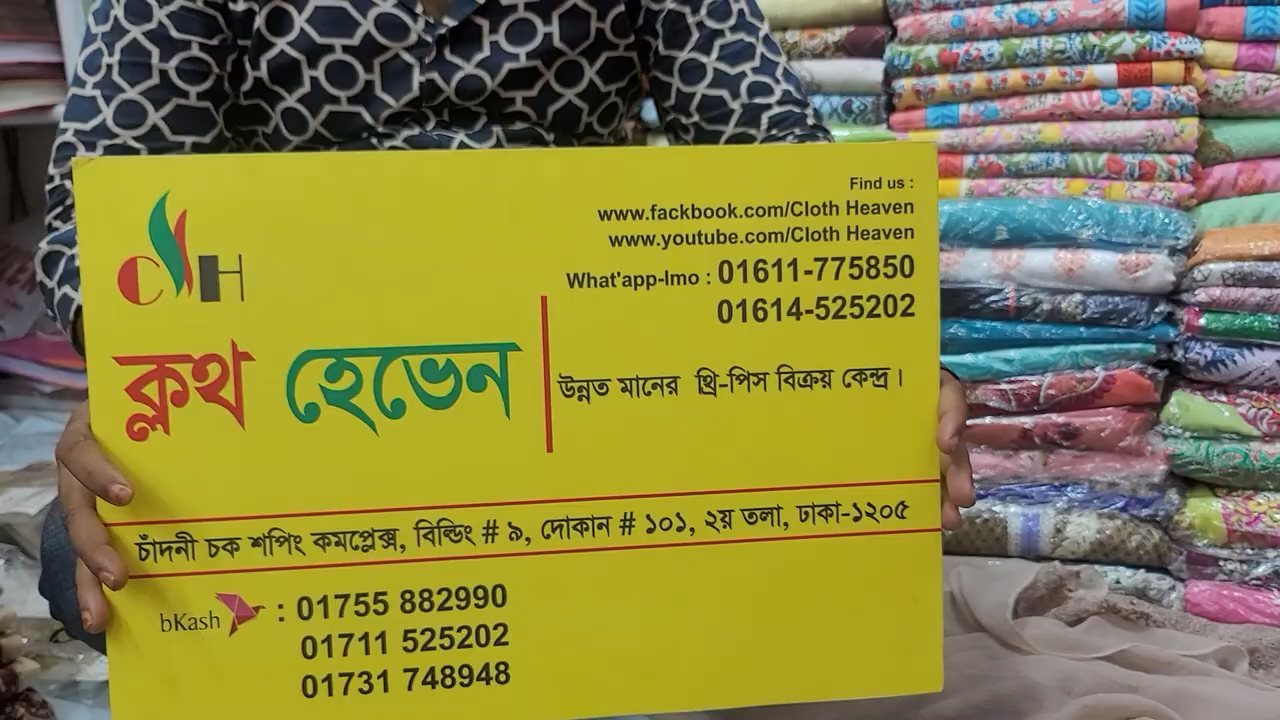 CH
Find us :
www.fackbook.com/Cloth Heaven
www.youtube.com/Cloth Heaven
What'app-Imo : 01611-775850
01614-525202
ক্লথ হেভেন
উন্নত মানের থ্রি-পিস বিক্রয় কেন্দ্র।
চাঁদনী চক শপিং কমপ্লেক্স, বিল্ডিং # ৯, দোকান # ১০১, ২য় তলা, ঢাকা-১২০৫
bKash : 01755 882990
01711 525202
01731 748948